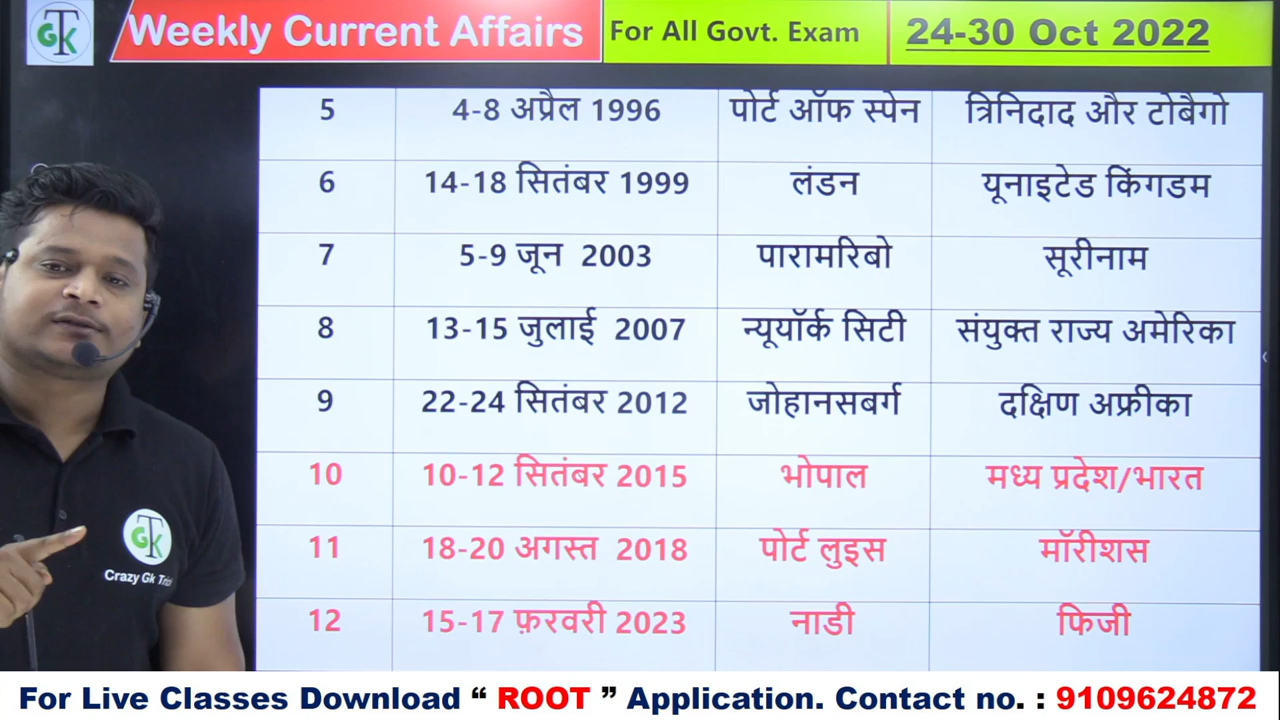 GTK Weekly Current Affairs For All Govt. Exam 24-30 Oct 2022
5 4-8 अप्रैल 1996 पोर्ट ऑफ स्पेन त्रिनिदाद और टोबैगो
6 14-18 सितंबर 1999 लंडन यूनाइटेड किंगडम
7 5-9 जून 2003 पारामरिबो सूरीनाम
8 13-15 जुलाई 2007 न्यूयॉर्क सिटी संयुक्त राज्य अमेरिका
9 22-24 सितंबर 2012 जोहानसबर्ग दक्षिण अफ्रीका
10 10-12 सितंबर 2015 भोपाल मध्य प्रदेश/भारत
11 18-20 अगस्त 2018 पोर्ट लुइस मॉरीशस
12 15-17 फ़रवरी 2023 नाडी फिजी
GTK
Crazy Gk Trick
For Live Classes Download “ ROOT ” Application. Contact no. : 9109624872